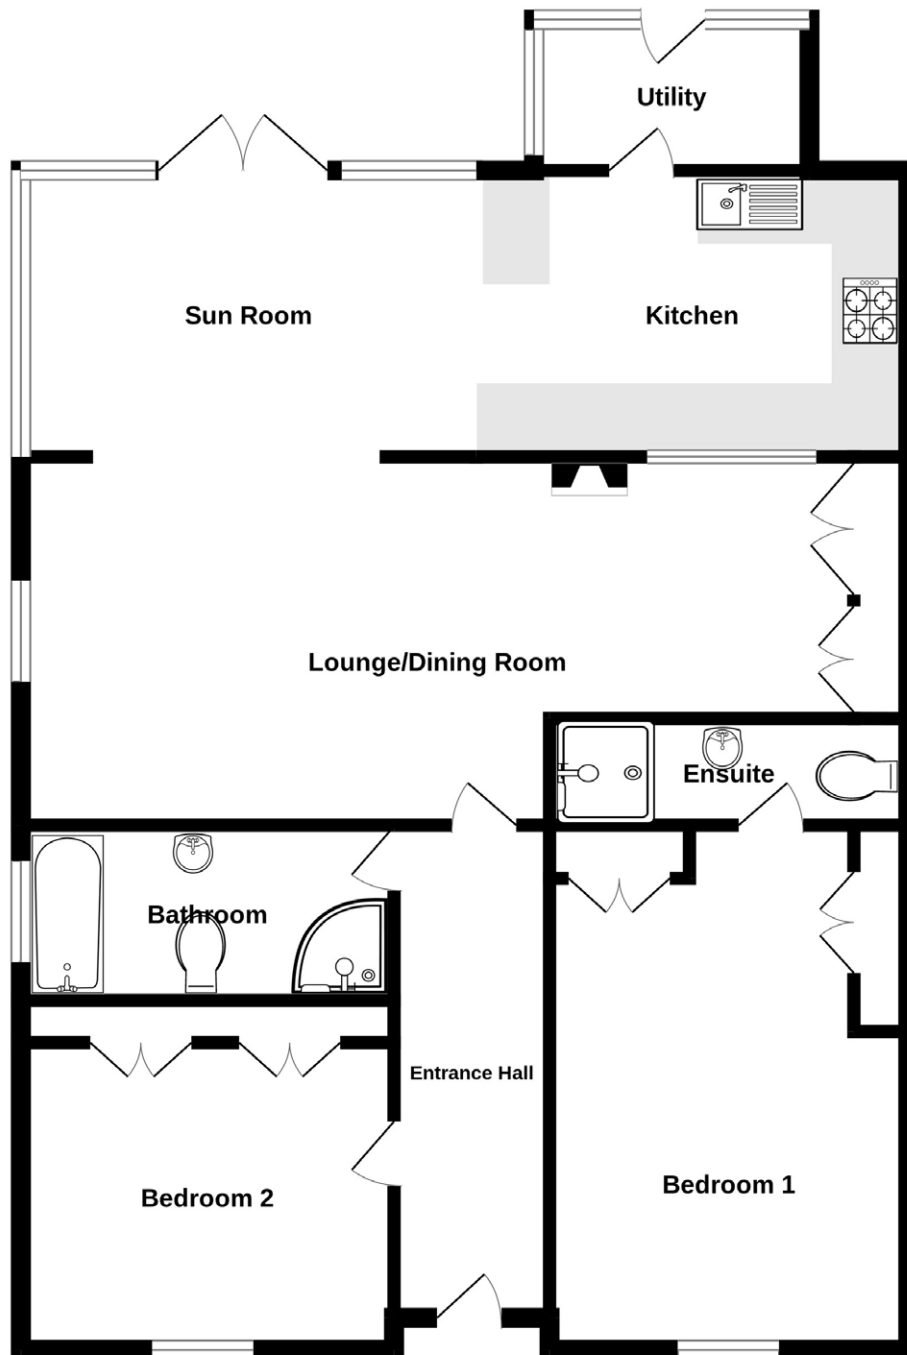 Utility
Sun Room
Kitchen
Lounge/Dining Room
Ensuite
Bathroom
Entrance Hall
Bedroom 1
Bedroom 2